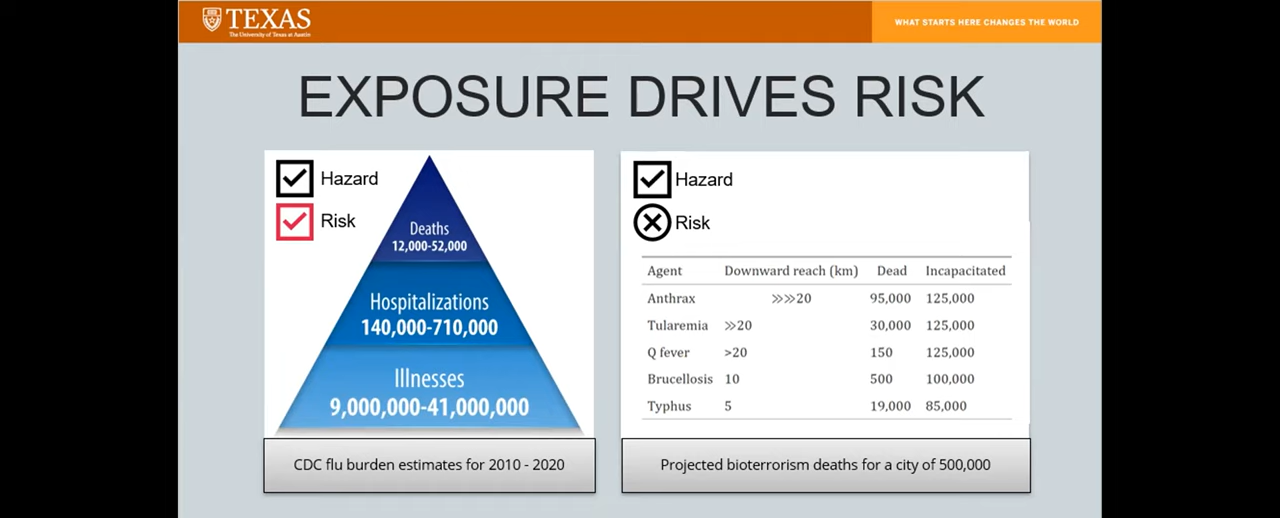 TEXAS
The University of Texas at Austin
WHAT STARTS HERE CHANGES THE WORLD
EXPOSURE DRIVES RISK
Hazard
Risk
Deaths
12,000-52,000
Hospitalizations
140,000-710,000
Illnesses
9,000,000-41,000,000
CDC flu burden estimates for 2010 - 2020
Hazard
Risk
Agent Downward reach (km) Dead Incapacitated
Anthrax >>>20 95,000 125,000
Tularemia >>20 30,000 125,000
Q fever >20 150 125,000
Brucellosis 10 500 100,000
Typhus 5 19,000 85,000
Projected bioterrorism deaths for a city of 500,000